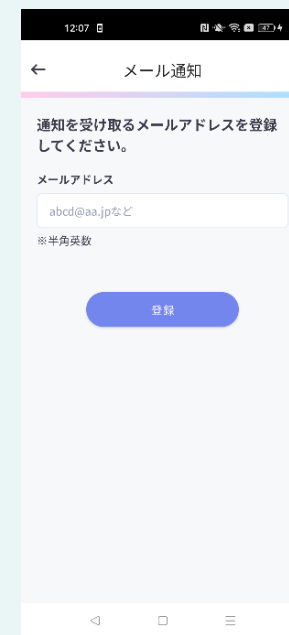 12:07
メール通知
通知を受け取るメールアドレスを登録
してください。
メールアドレス
abcd@aa.jpなど
※半角英数
登録